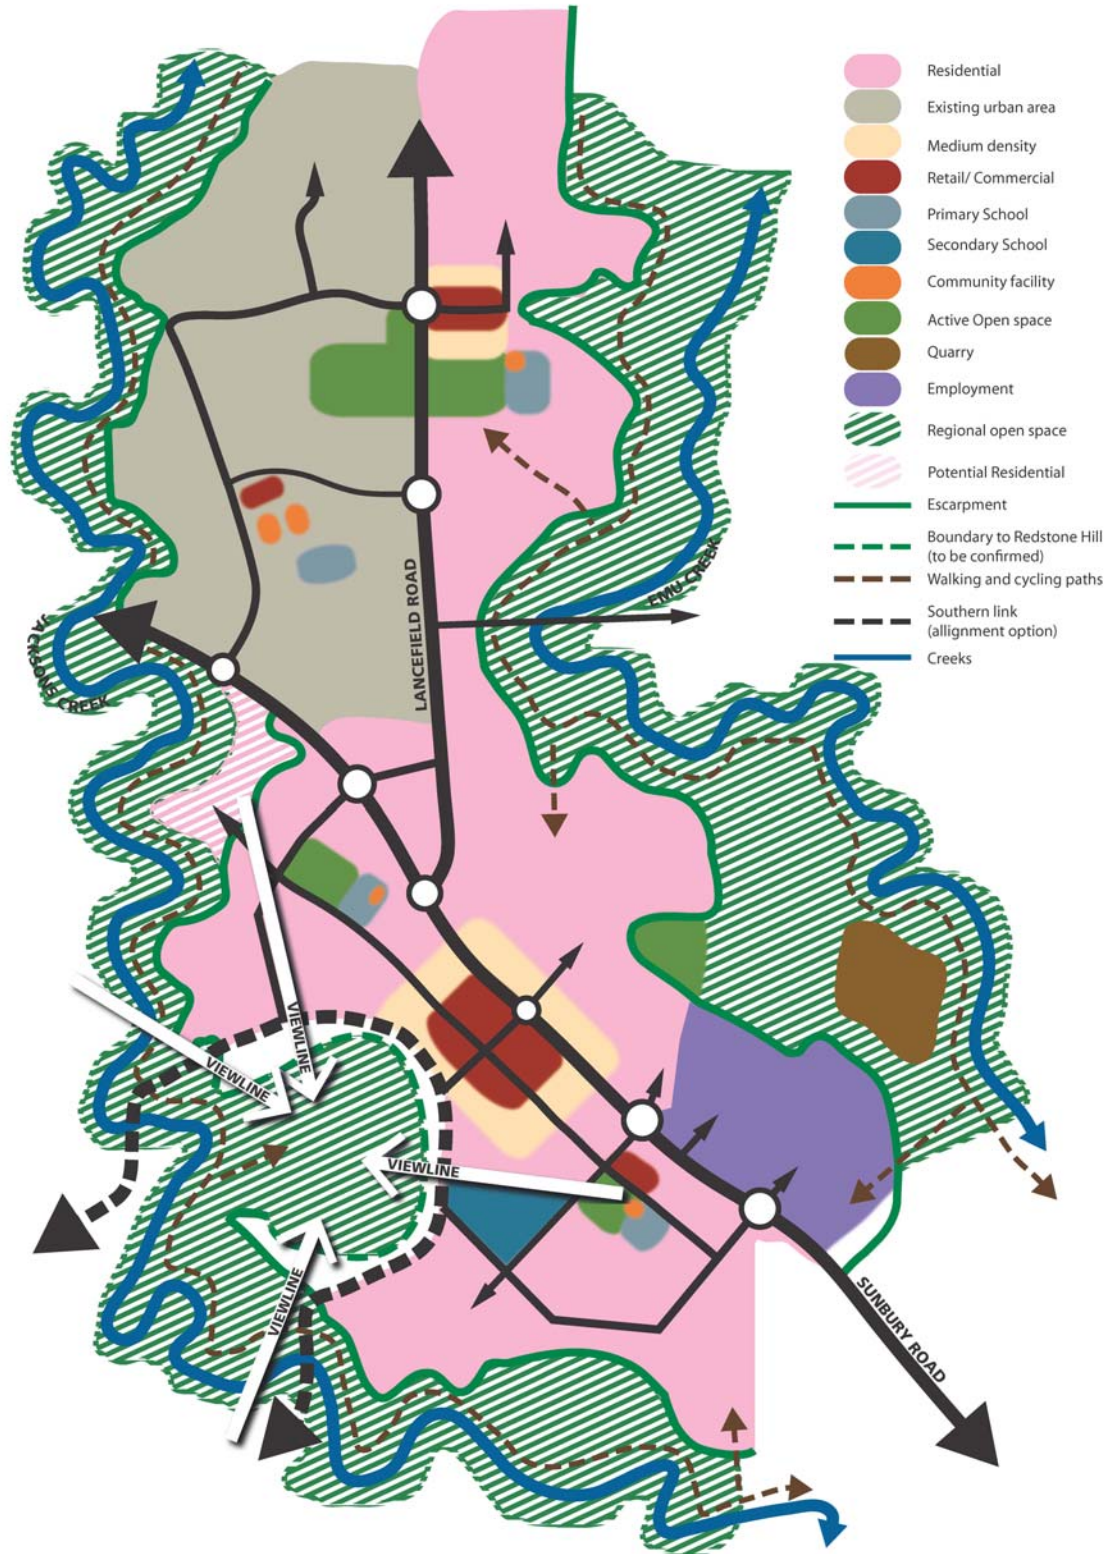 Residential
Existing urban area
Medium density
Retail/ Commercial
Primary School
Secondary School
Community facility
Active Open space
Quarry
Employment
Regional open space
Potential Residential
Escarpment
Boundary to Redstone Hill
(to be confirmed)
Walking and cycling paths
Southern link
(allignment option)
Creeks
EMU CREEK
LANCEFIELD ROAD
JACKSONS CREEK
VIEWLINE
VIEWLINE
VIEWLINE
VIEWLINE
SUNBURY ROAD